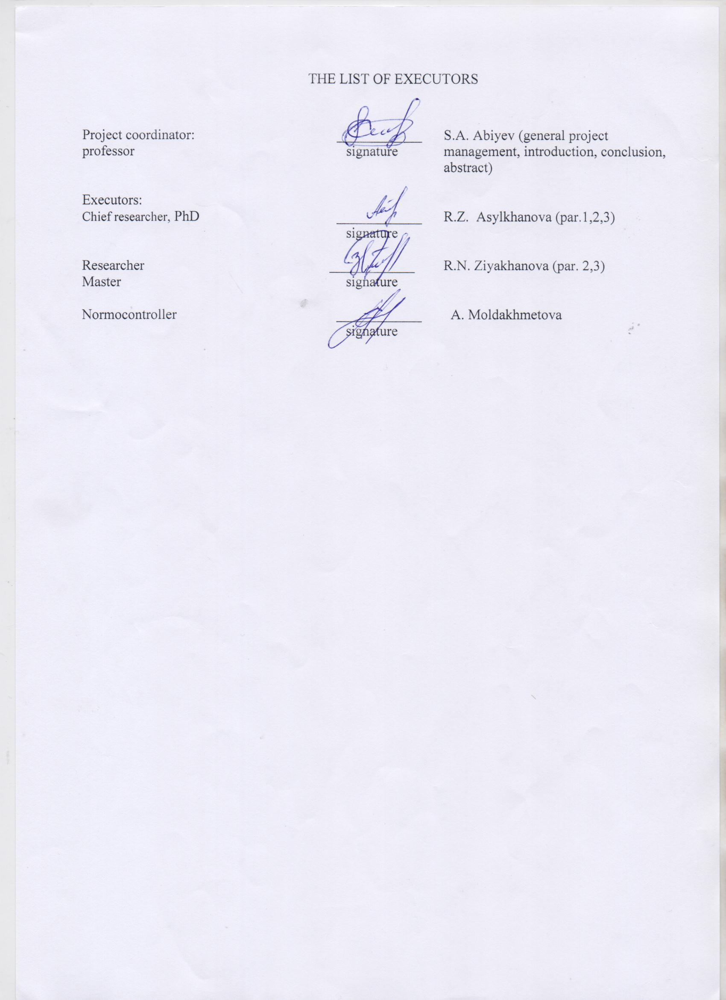 THE LIST OF EXECUTORS
Project coordinator:
professor
signature
S.A. Abiyev (general project
management, introduction, conclusion,
abstract)
Executors:
Chief researcher, PhD
signature
R.Z. Asylkhanova (par.1,2,3)
Researcher
Master
signature
R.N. Ziyakhanova (par. 2,3)
Normocontroller
signature
A. Moldakhmetova